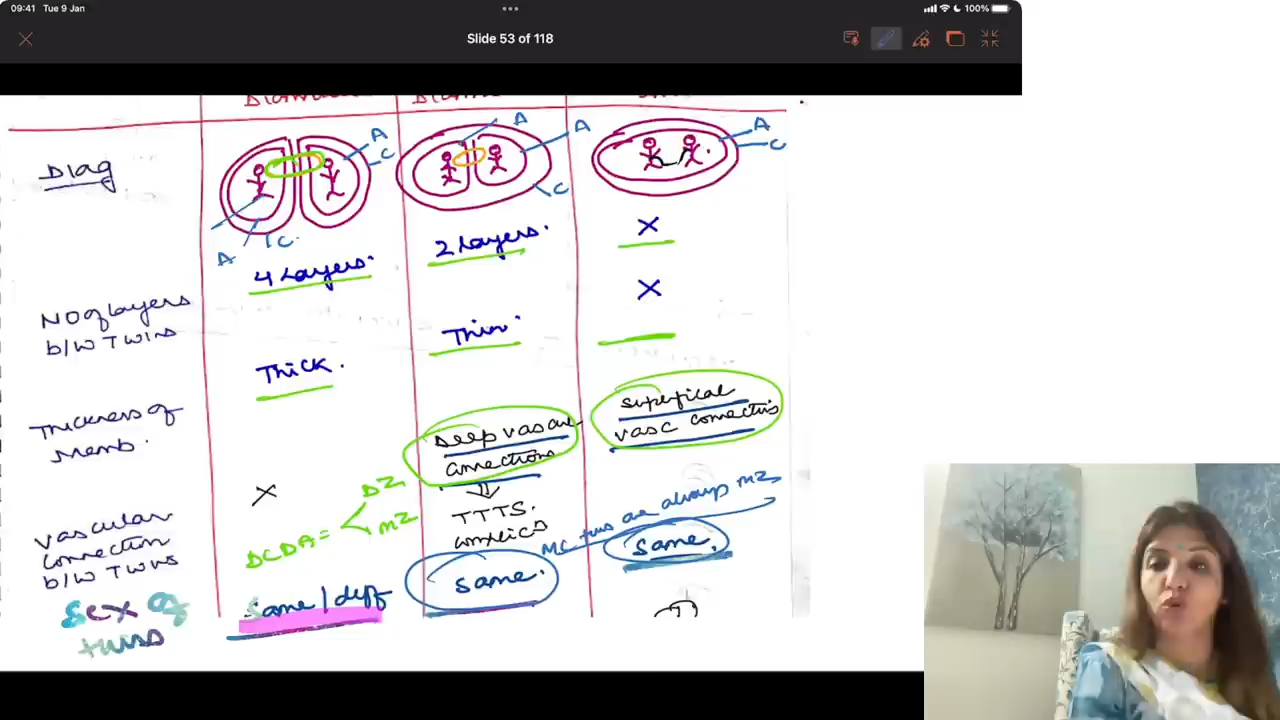 09:41 Tue 9 Jan
100%
Slide 53 of 118
Diag
A
C
A
C
A
A
C
A
C
No of layers
b/w Twins
4 Layers.
2 Layers.
X
Thickness of
Memb.
Thick.
Thin.
X
Vascular
Connection
b/w Twins
X
Deep vascular
Connections
TTTS.
Superfical
Vasc Connectins
DCDA =
DZ
MZ
MC twins are always MZ
Sex of
twins
Same / diff
Same.
Same.